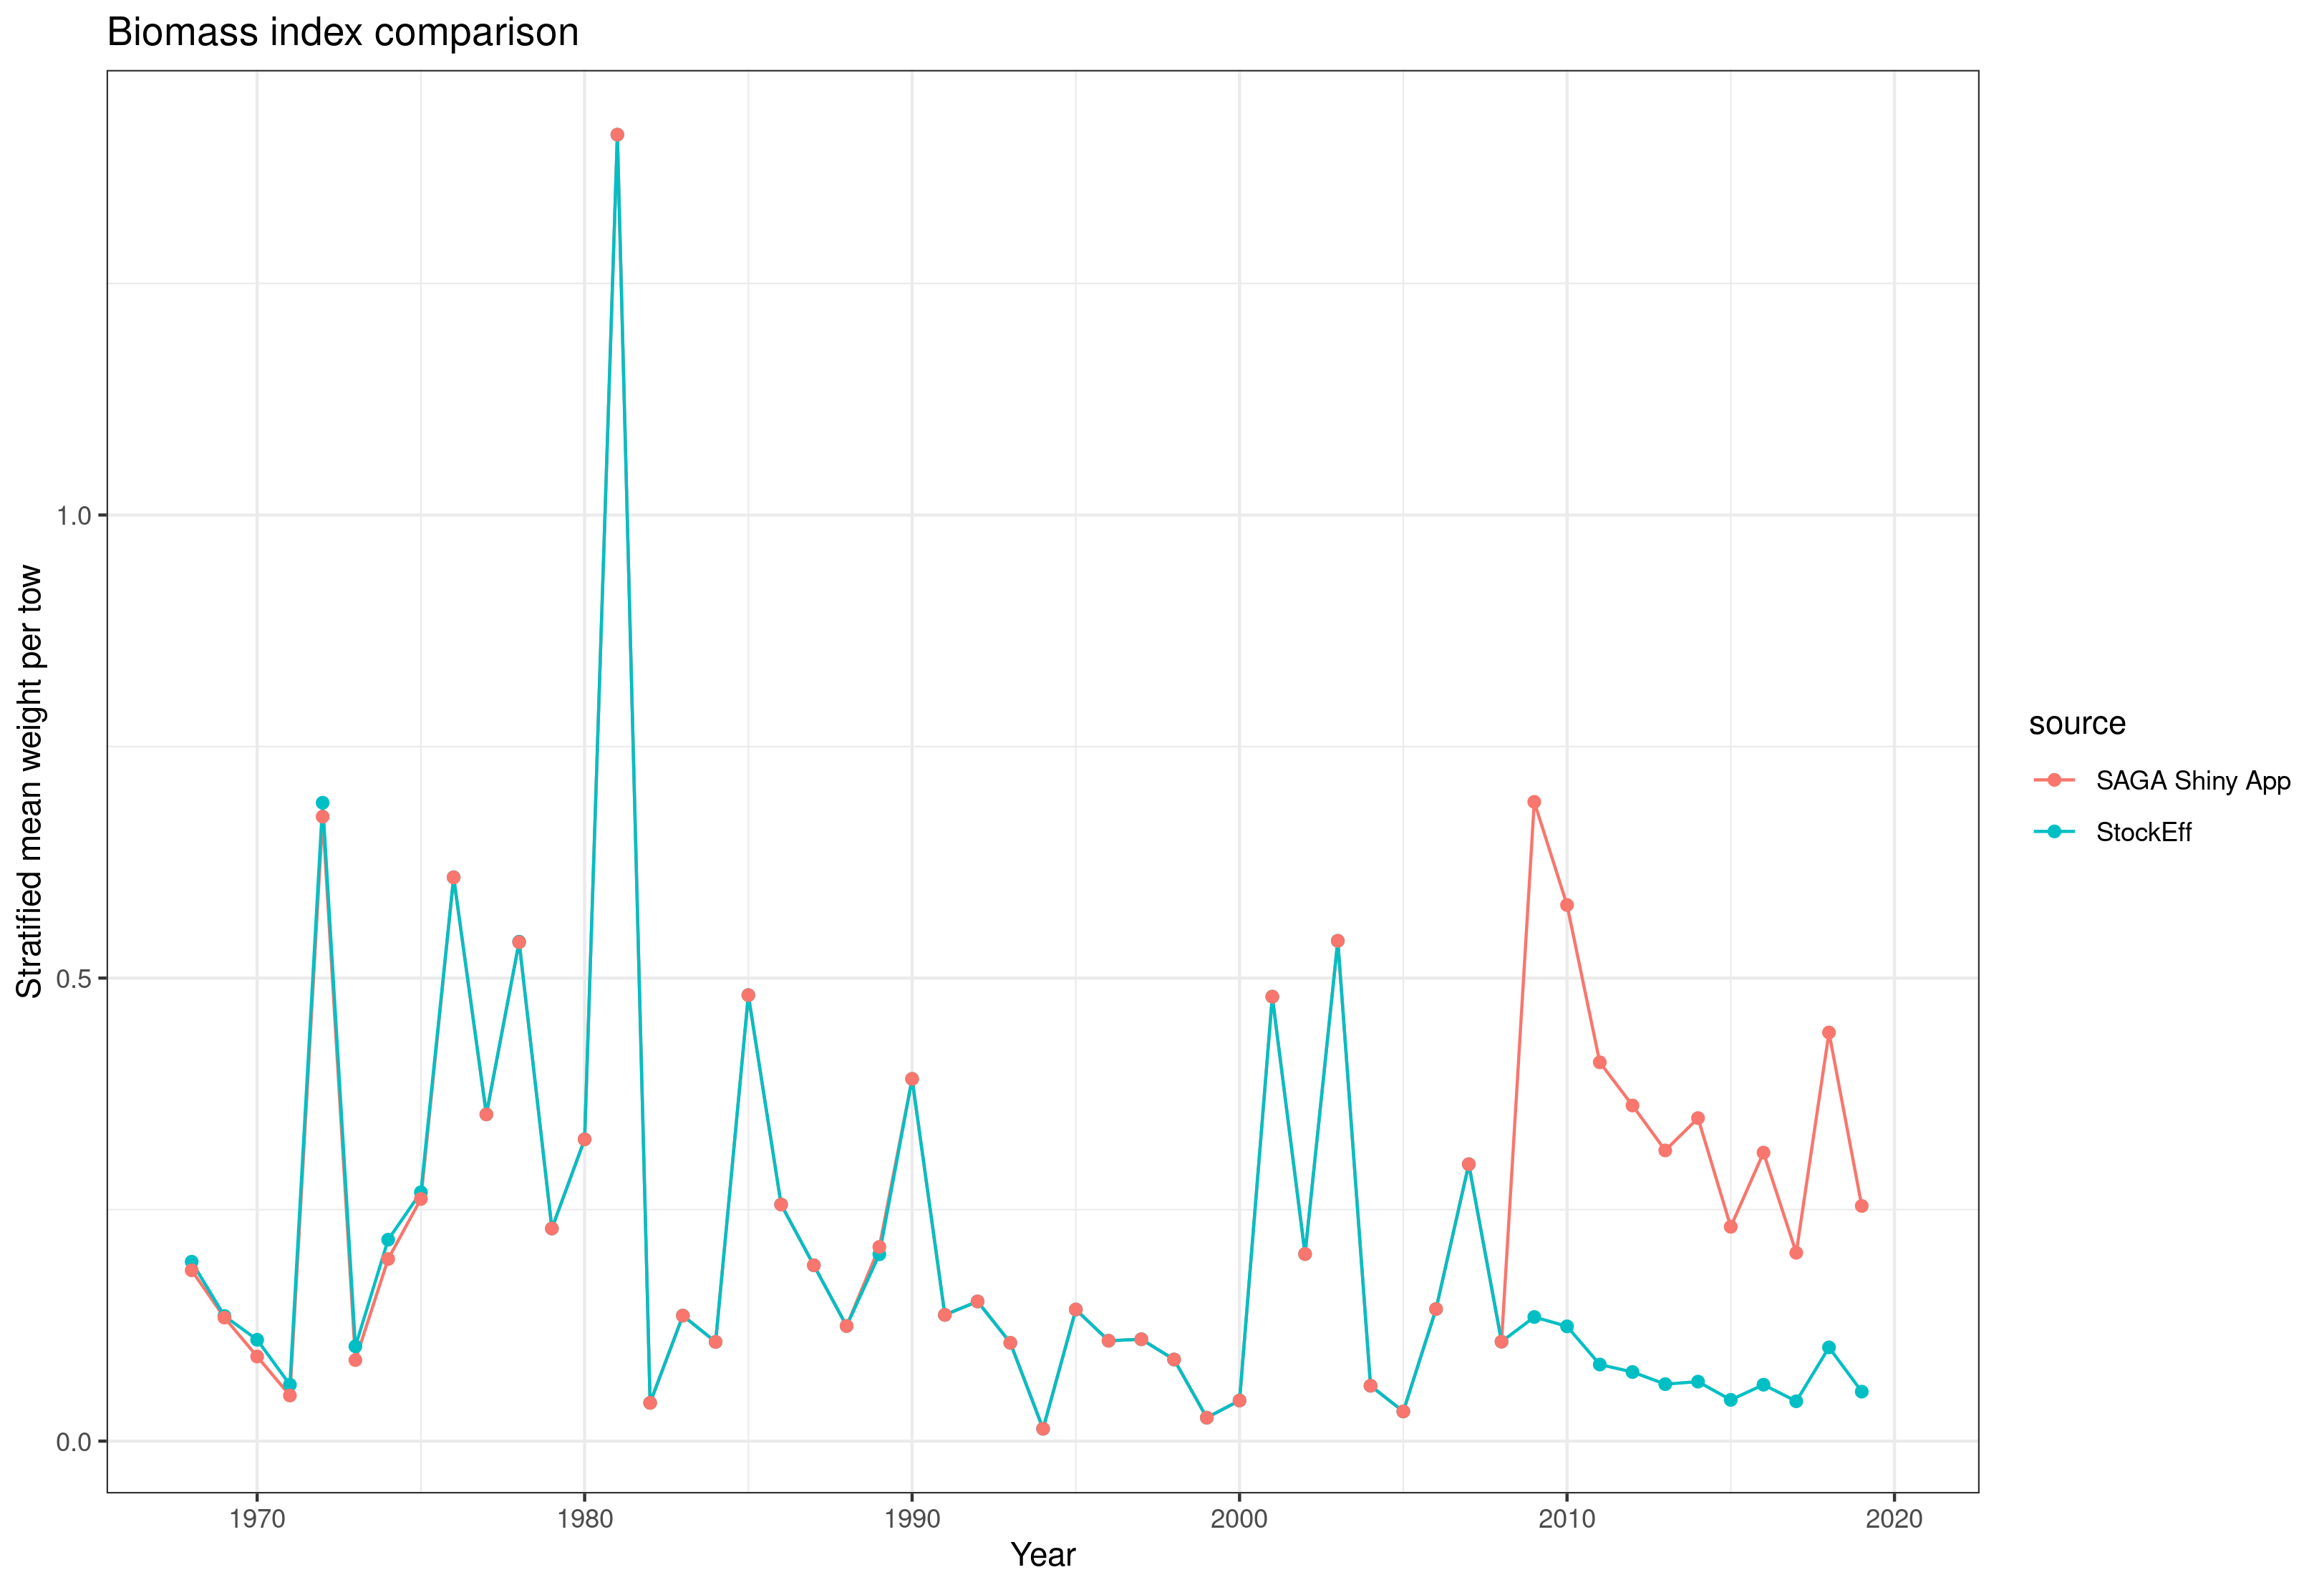 Biomass index comparison
Stratified mean weight per tow
1.0
0.5
0.0
1970 1980 1990 2000 2010 2020
Year
source
SAGA Shiny App
StockEff